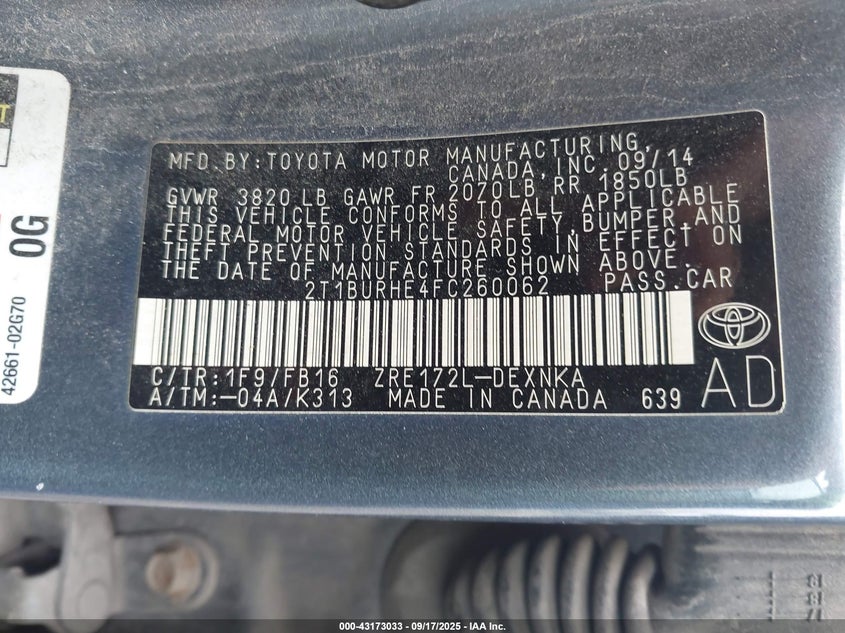 MFD.BY:TOYOTA MOTOR MANUFACTURING,
CANADA,INC. 09/14
GVWR 3820 LB GAWR FR 2070LB RR 1850LB
THIS VEHICLE CONFORMS TO ALL APPLICABLE
FEDERAL MOTOR VEHICLE SAFETY,BUMPER,AND
THEFT PREVENTION STANDARDS IN EFFECT ON
THE DATE OF MANUFACTURE SHOWN ABOVE.
2T1BURHE4FC260062 PASS.CAR
C/TR:1F9/FB16 ZRE172L-DEXNKA
A/TM:-04A/K313 MADE IN CANADA 639
AD
42661-02G70
0G
000-43173033 - 09/17/2025 - IAA Inc.